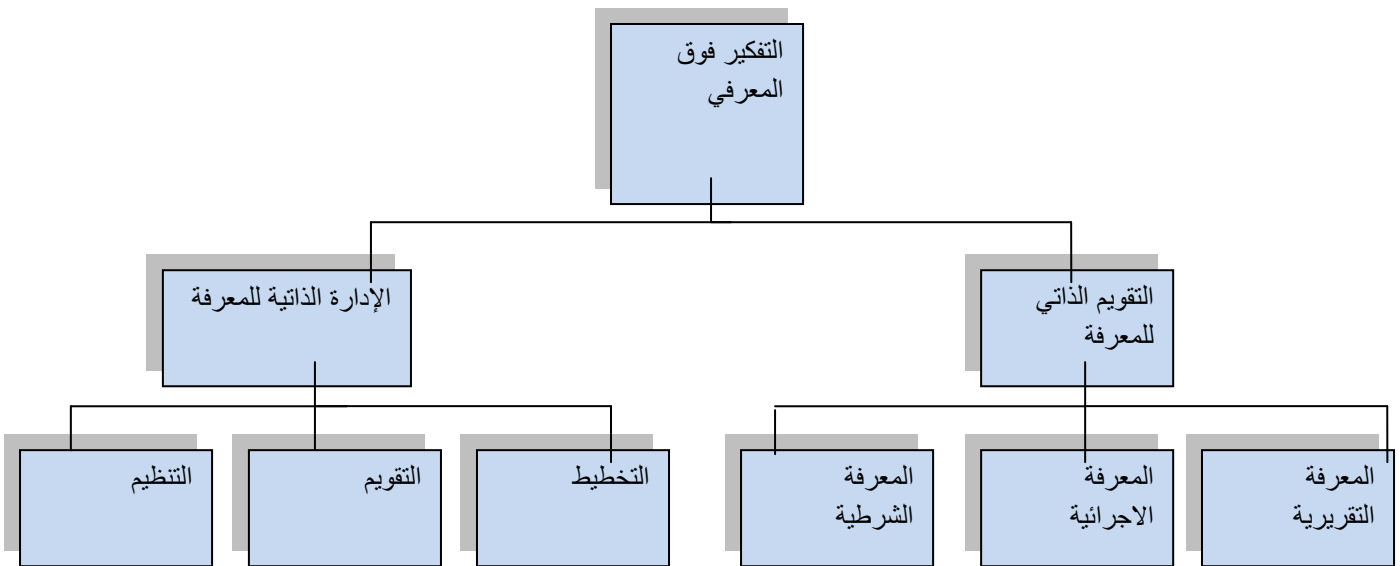 التفكير فوق
المعرفي
التقويم الذاتي
للمعرفة
الإدارة الذاتية للمعرفة
المعرفة
التقريرية
المعرفة
الاجرائية
المعرفة
الشرطية
التخطيط
التقويم
التنظيم